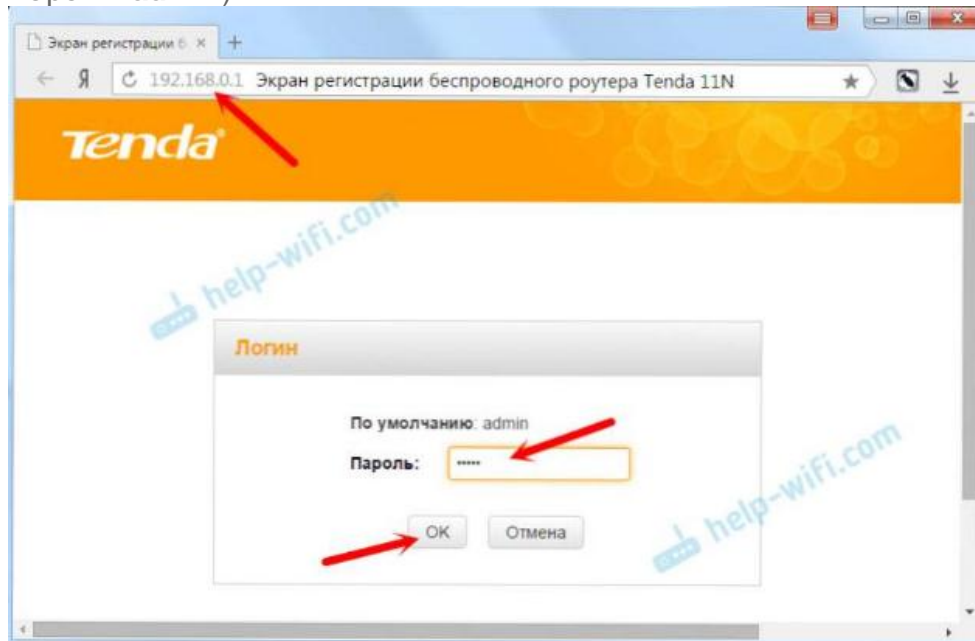 Экран регистрации б
192.168.0.1 Экран регистрации беспроводного роутера Tenda 11N
Tenda
help-wifi.com
Логин
По умолчанию: admin
Пароль: •••••
OK Отмена
help-wifi.com